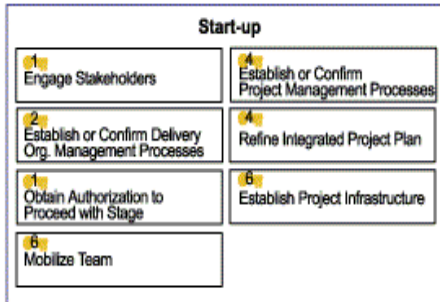 Start-up
1
Engage Stakeholders
2
Establish or Confirm Delivery
Org. Management Processes
1
Obtain Authorization to
Proceed with Stage
6
Mobilize Team
4
Establish or Confirm
Project Management Processes
4
Refine Integrated Project Plan
6
Establish Project Infrastructure